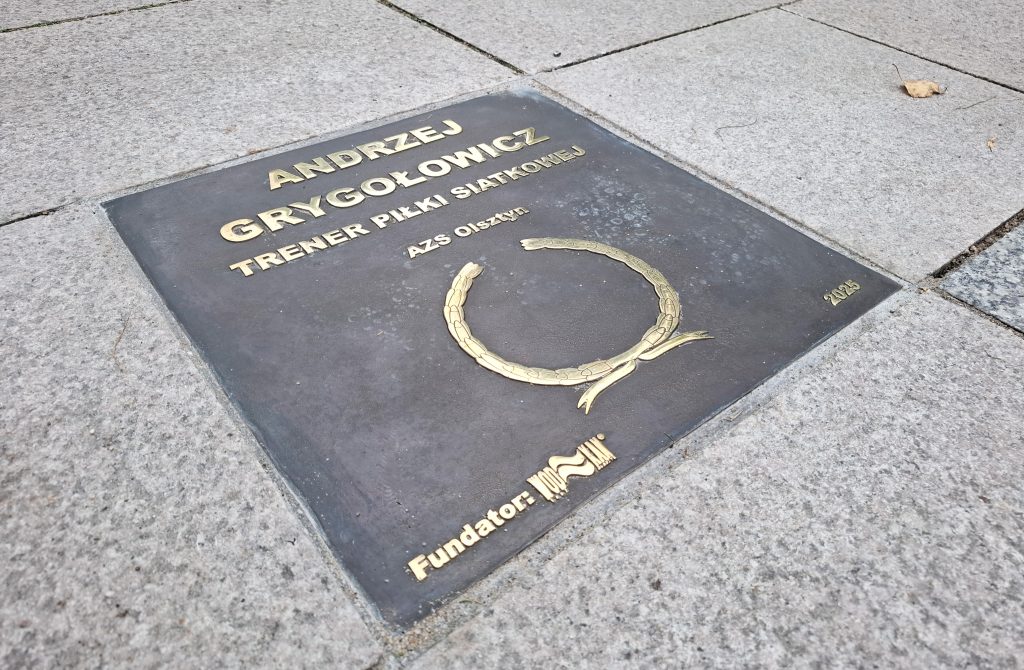 ANDRZEJ
GRYGOŁOWICZ
TRENER PIŁKI SIATKOWEJ
AZS Olsztyn
2025
Fundator: